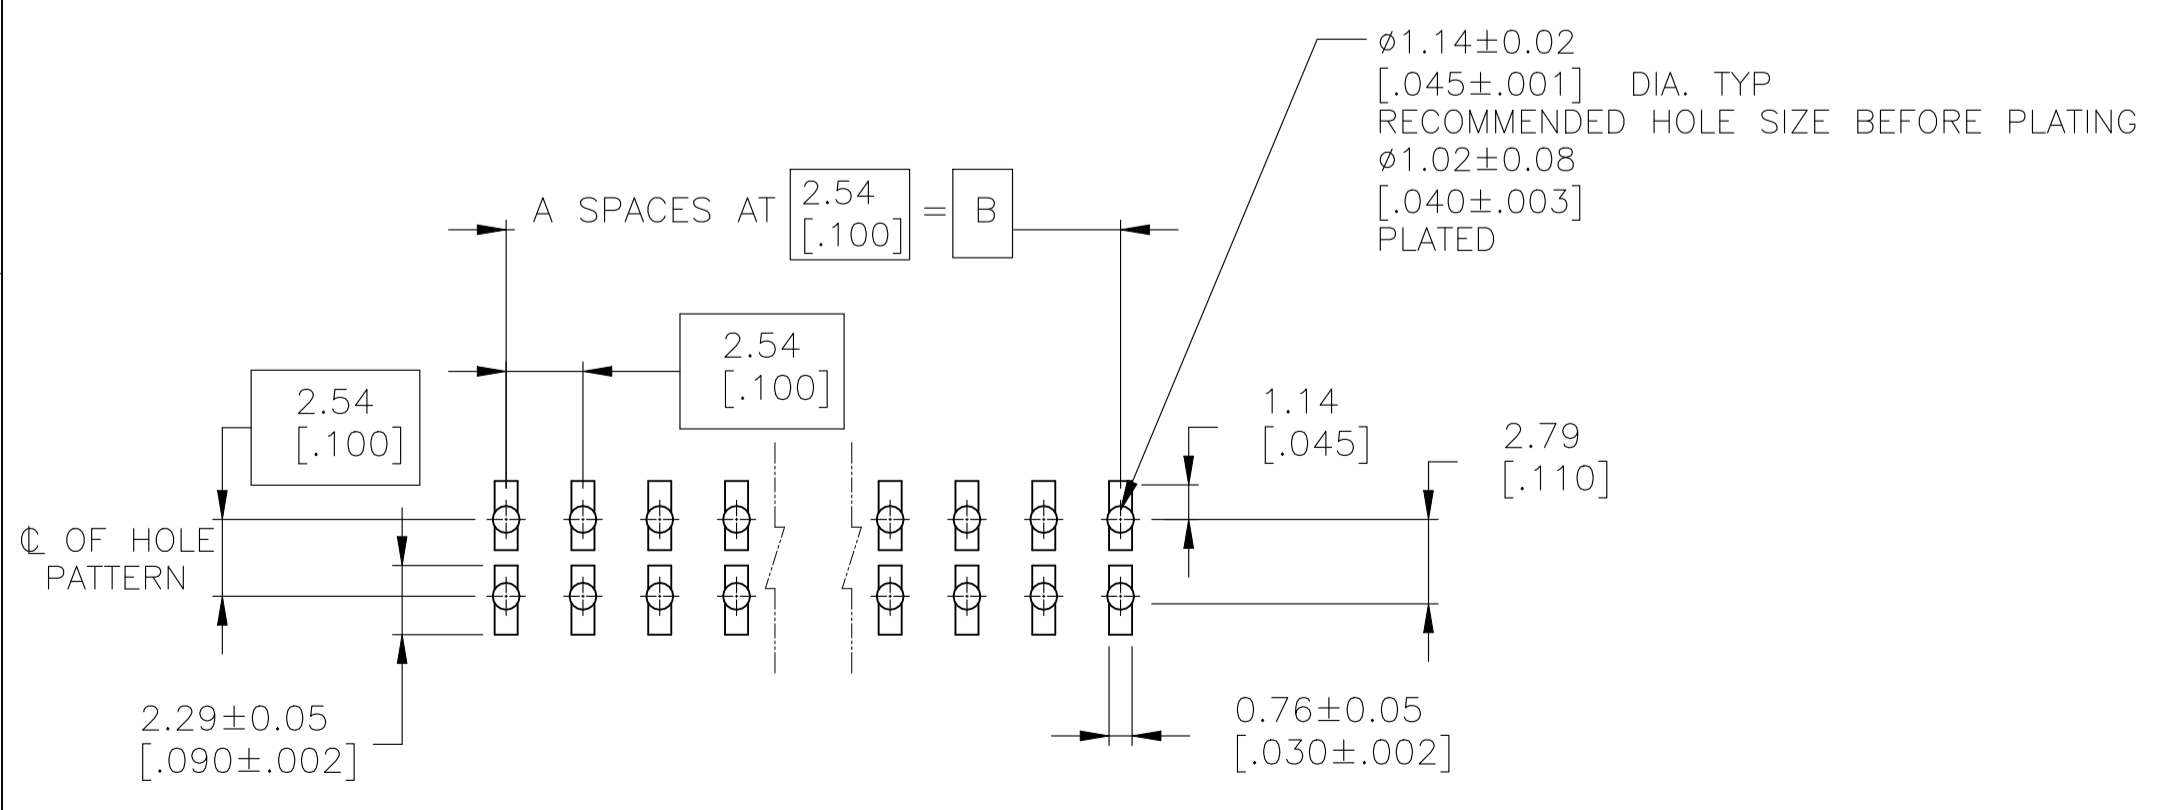 ø1.14±0.02
[.045±.001] DIA. TYP
RECOMMENDED HOLE SIZE BEFORE PLATING
ø1.02±0.08
[.040±.003]
PLATED
A SPACES AT 2.54 [.100] = B
2.54
[.100]
2.54
[.100]
1.14
[.045]
2.79
[.110]
℄ OF HOLE
PATTERN
2.29±0.05
[.090±.002]
0.76±0.05
[.030±.002]